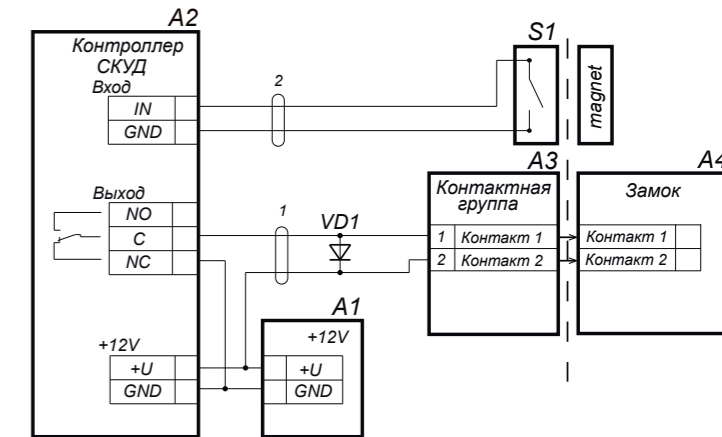 A2
Контроллер
СКУД
Вход
IN
GND
Выход
NO
C
NC
+12V
+U
GND
2
1
VD1
A1
+12V
+U
GND
S1
magnet
A3
Контактная
группа
1 Контакт 1
2 Контакт 2
A4
Замок
Контакт 1
Контакт 2